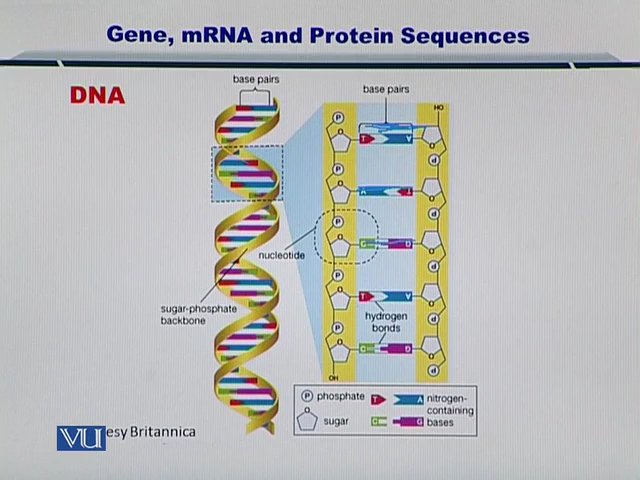 Gene, mRNA and Protein Sequences
DNA
base pairs
base pairs
HO
P
O
T
A
O
P
d
P
O
A
T
O
P
d
nucleotide
P
O
C
G
O
d
sugar-phosphate
backbone
P
O
T
A
O
hydrogen
bonds
d
P
O
C
G
O
OH
d
P phosphate
O
sugar
T
A
C
G
nitrogen-
containing
bases
VU
esy Britannica